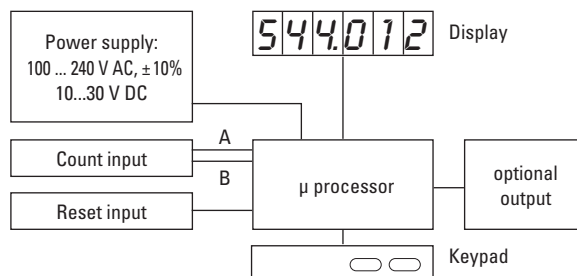 Power supply:
100 ... 240 V AC, ±10%
10...30 V DC
544.012
Display
Count input
A
B
Reset input
μ processor
optional
output
Keypad